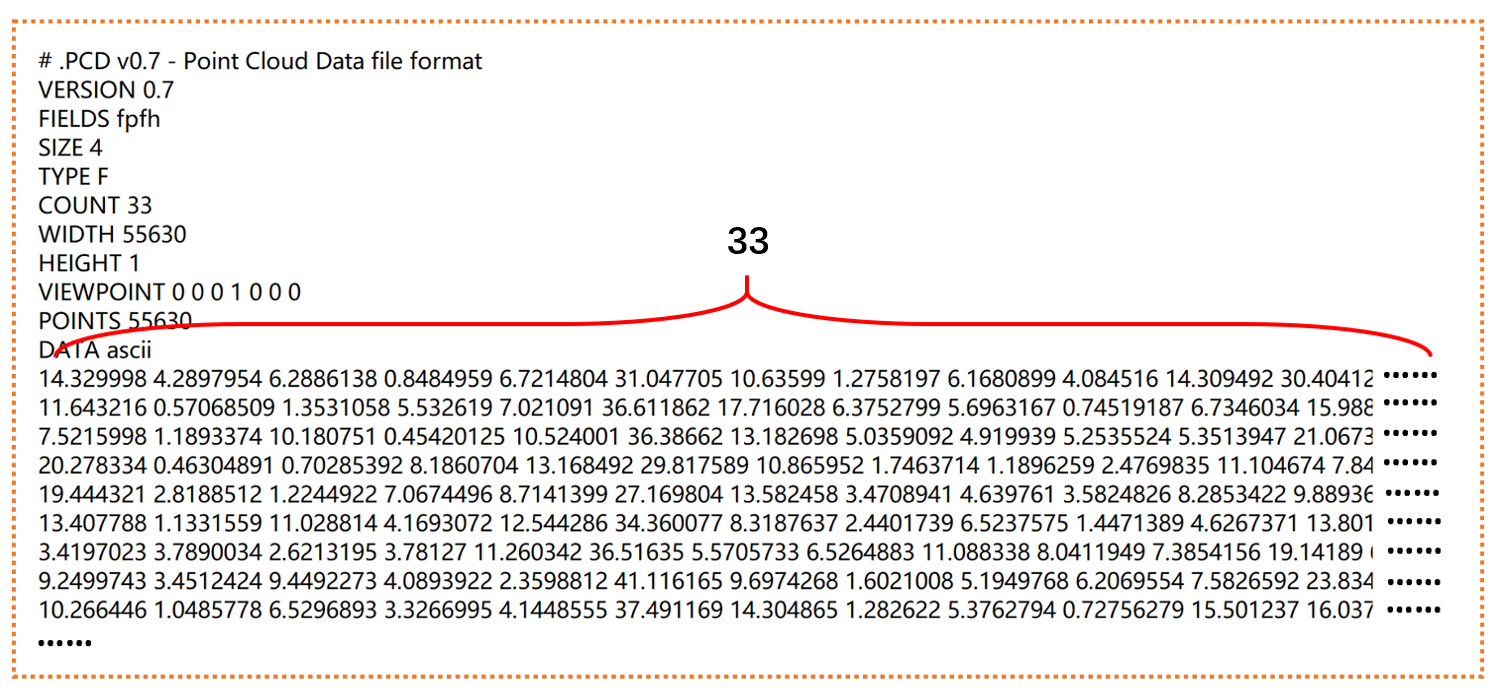 # .PCD v0.7 - Point Cloud Data file format
VERSION 0.7
FIELDS fpfh
SIZE 4
TYPE F
COUNT 33
WIDTH 55630
HEIGHT 1
VIEWPOINT 0 0 0 1 0 0 0
POINTS 55630
DATA ascii
33
14.329998 4.2897954 6.2886138 0.8484959 6.7214804 31.047705 10.63599 1.2758197 6.1680899 4.084516 14.309492 30.40412 ······
11.643216 0.57068509 1.3531058 5.532619 7.021091 36.611862 17.716028 6.3752799 5.6963167 0.74519187 6.7346034 15.988 ······
7.5215998 1.1893374 10.180751 0.45420125 10.524001 36.38662 13.182698 5.0359092 4.919939 5.2535524 5.3513947 21.0673 ······
20.278334 0.46304891 0.70285392 8.1860704 13.168492 29.817589 10.865952 1.7463714 1.1896259 2.4769835 11.104674 7.84 ······
19.444321 2.8188512 1.2244922 7.0674496 8.7141399 27.169804 13.582458 3.4708941 4.639761 3.5824826 8.2853422 9.88936 ······
13.407788 1.1331559 11.028814 4.1693072 12.544286 34.360077 8.3187637 2.4401739 6.5237575 1.4471389 4.6267371 13.801 ······
3.4197023 3.7890034 2.6213195 3.78127 11.260342 36.51635 5.5705733 6.5264883 11.088338 8.0411949 7.3854156 19.14189 ······
9.2499743 3.4512424 9.4492273 4.0893922 2.3598812 41.116165 9.6974268 1.6021008 5.1949768 6.2069554 7.5826592 23.834 ······
10.266446 1.0485778 6.5296893 3.3266995 4.1448555 37.491169 14.304865 1.282622 5.3762794 0.72756279 15.501237 16.037 ······
······